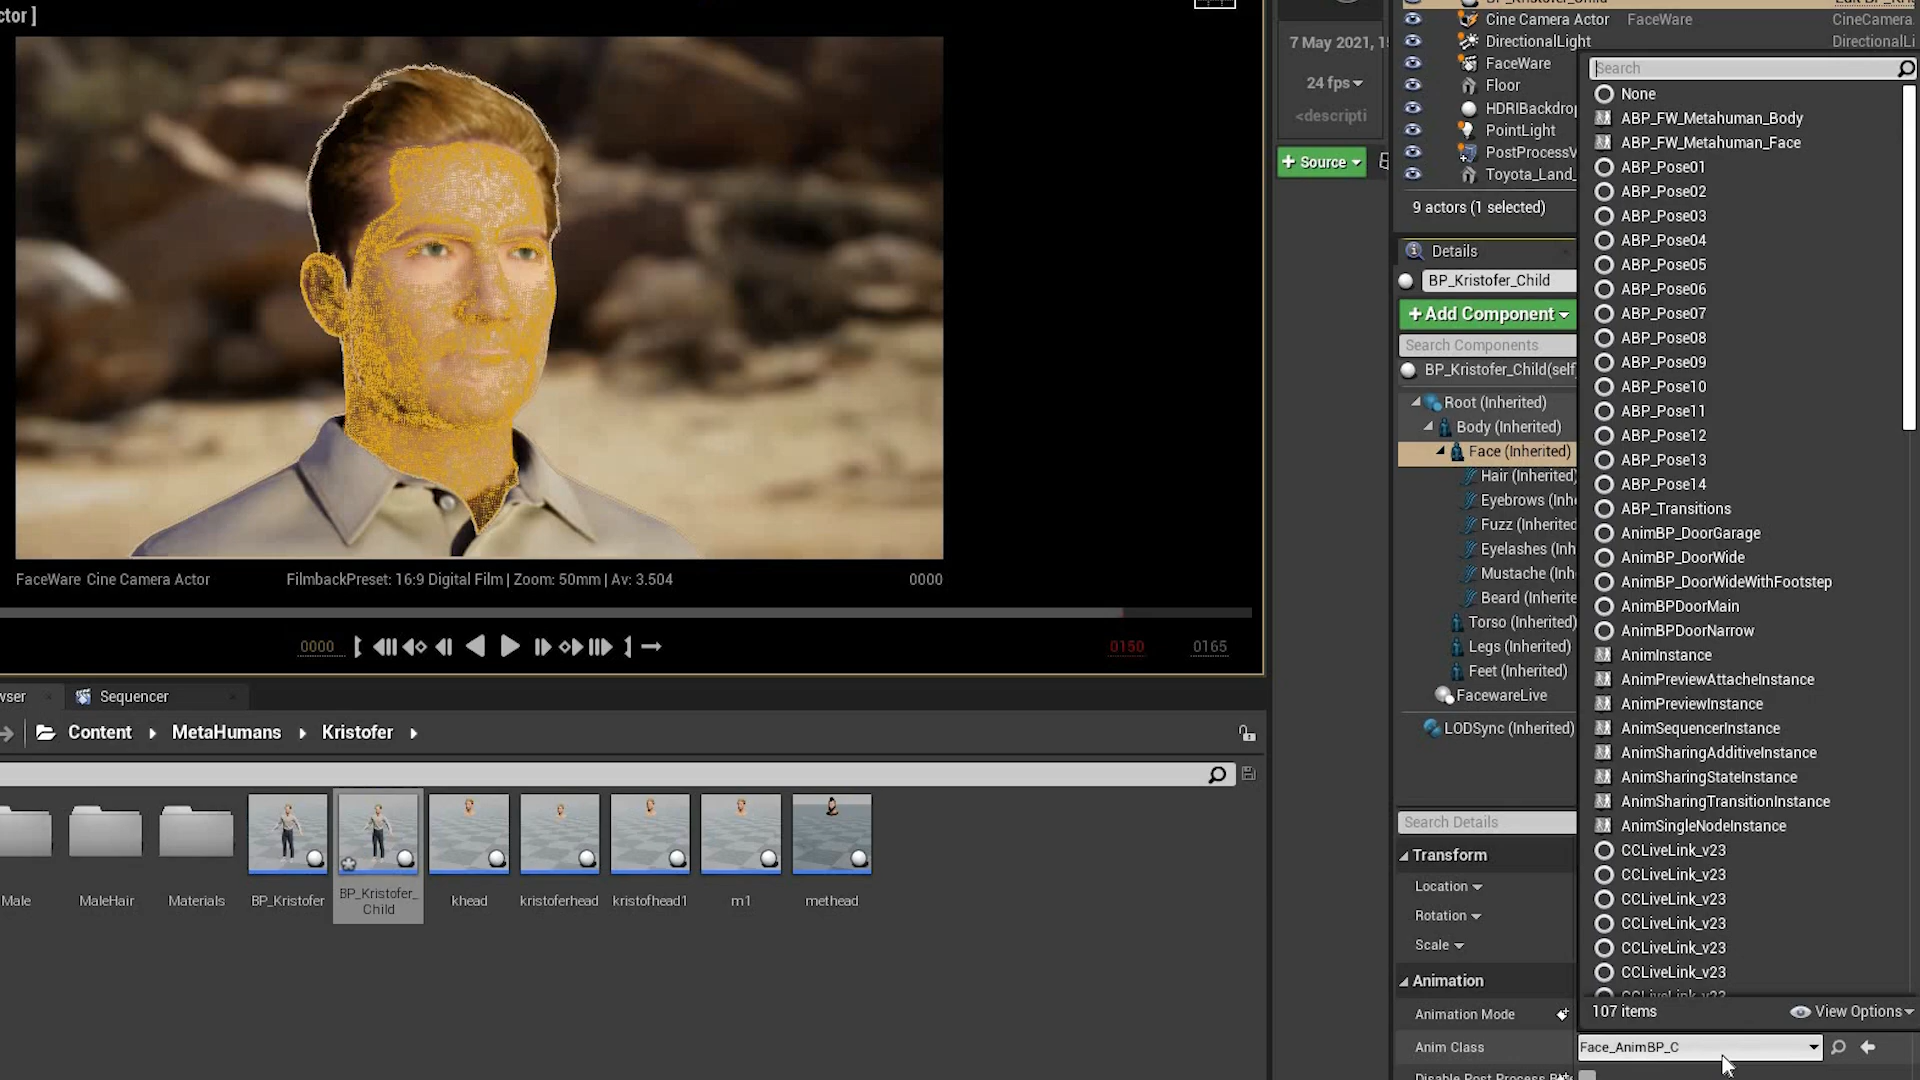 ctor ]
FaceWare Cine Camera Actor
FilmbackPreset: 16:9 Digital Film | Zoom: 50mm | Av: 3.504
0000
0000
0150
0165
wser
Sequencer
Content
MetaHumans
Kristofer
Male
MaleHair
Materials
BP_Kristofer
BP_Kristofer_
Child
khead
kristoferhead
kristofhead1
m1
methead
7 May 2021, 1
24 fps
<descripti
+ Source
BP_Kristofer_Child
Cine Camera Actor
FaceWare
CineCamera
DirectionalLight
DirectionalLi
FaceWare
Floor
HDRIBackdrop
PointLight
PostProcessV
Toyota_Land_
9 actors (1 selected)
Details
BP_Kristofer_Child
+ Add Component
Search Components
BP_Kristofer_Child(self
Root (Inherited)
Body (Inherited)
Face (Inherited)
Hair (Inherited)
Eyebrows (Inhe
Fuzz (Inherited
Eyelashes (Inh
Mustache (Inh
Beard (Inherite
Torso (Inherited)
Legs (Inherited)
Feet (Inherited)
FacewareLive
LODSync (Inherited)
Search Details
Transform
Location
Rotation
Scale
Animation
Animation Mode
Anim Class
Face_AnimBP_C
Search
None
ABP_FW_Metahuman_Body
ABP_FW_Metahuman_Face
ABP_Pose01
ABP_Pose02
ABP_Pose03
ABP_Pose04
ABP_Pose05
ABP_Pose06
ABP_Pose07
ABP_Pose08
ABP_Pose09
ABP_Pose10
ABP_Pose11
ABP_Pose12
ABP_Pose13
ABP_Pose14
ABP_Transitions
AnimBP_DoorGarage
AnimBP_DoorWide
AnimBP_DoorWideWithFootstep
AnimBPDoorMain
AnimBPDoorNarrow
AnimInstance
AnimPreviewAttacheInstance
AnimPreviewInstance
AnimSequencerInstance
AnimSharingAdditiveInstance
AnimSharingStateInstance
AnimSharingTransitionInstance
AnimSingleNodeInstance
CCLiveLink_v23
CCLiveLink_v23
CCLiveLink_v23
CCLiveLink_v23
CCLiveLink_v23
CCLiveLink_v23
107 items
View Options